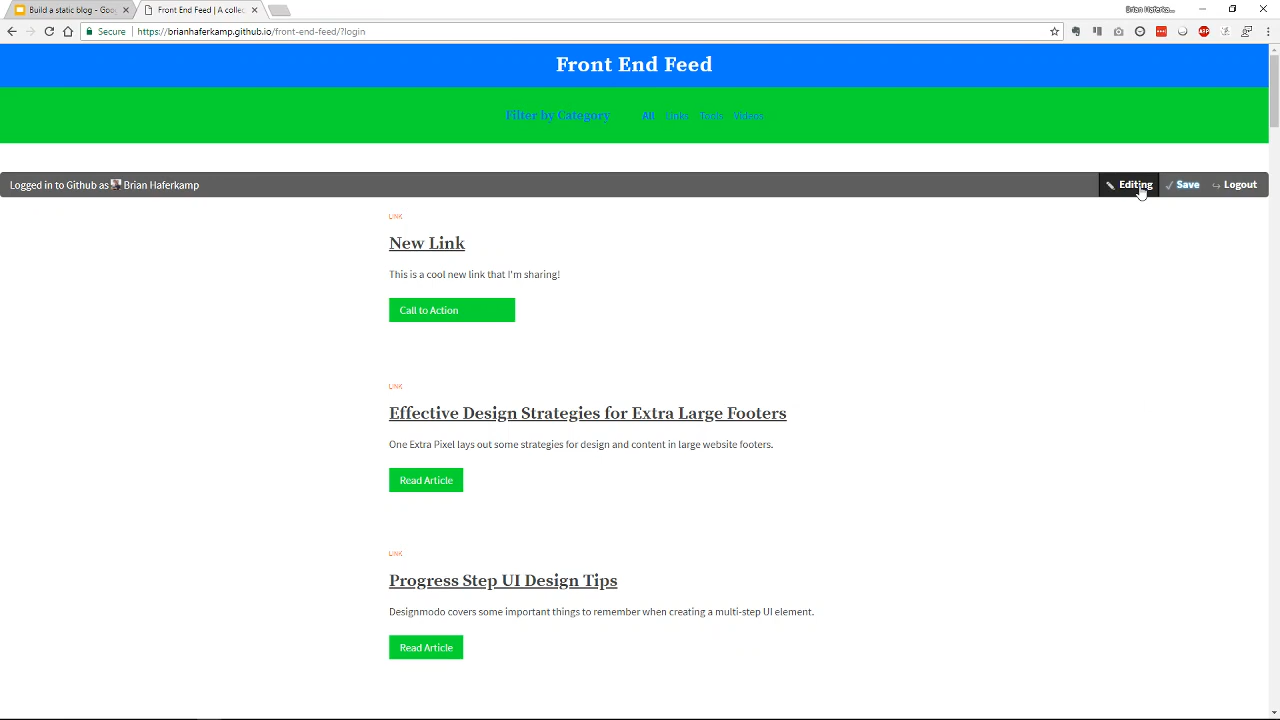 Build a static blog - Goo
Front End Feed | A collec
Secure
https://brianhaferkamp.github.io/front-end-feed/?login
ABP
Front End Feed
Filter by Category All Links Tools Videos
Logged in to Github as Brian Haferkamp Editing Save Logout
LINK
New Link
This is a cool new link that I'm sharing!
Call to Action
LINK
Effective Design Strategies for Extra Large Footers
One Extra Pixel lays out some strategies for design and content in large website footers.
Read Article
LINK
Progress Step UI Design Tips
Designmodo covers some important things to remember when creating a multi-step UI element.
Read Article